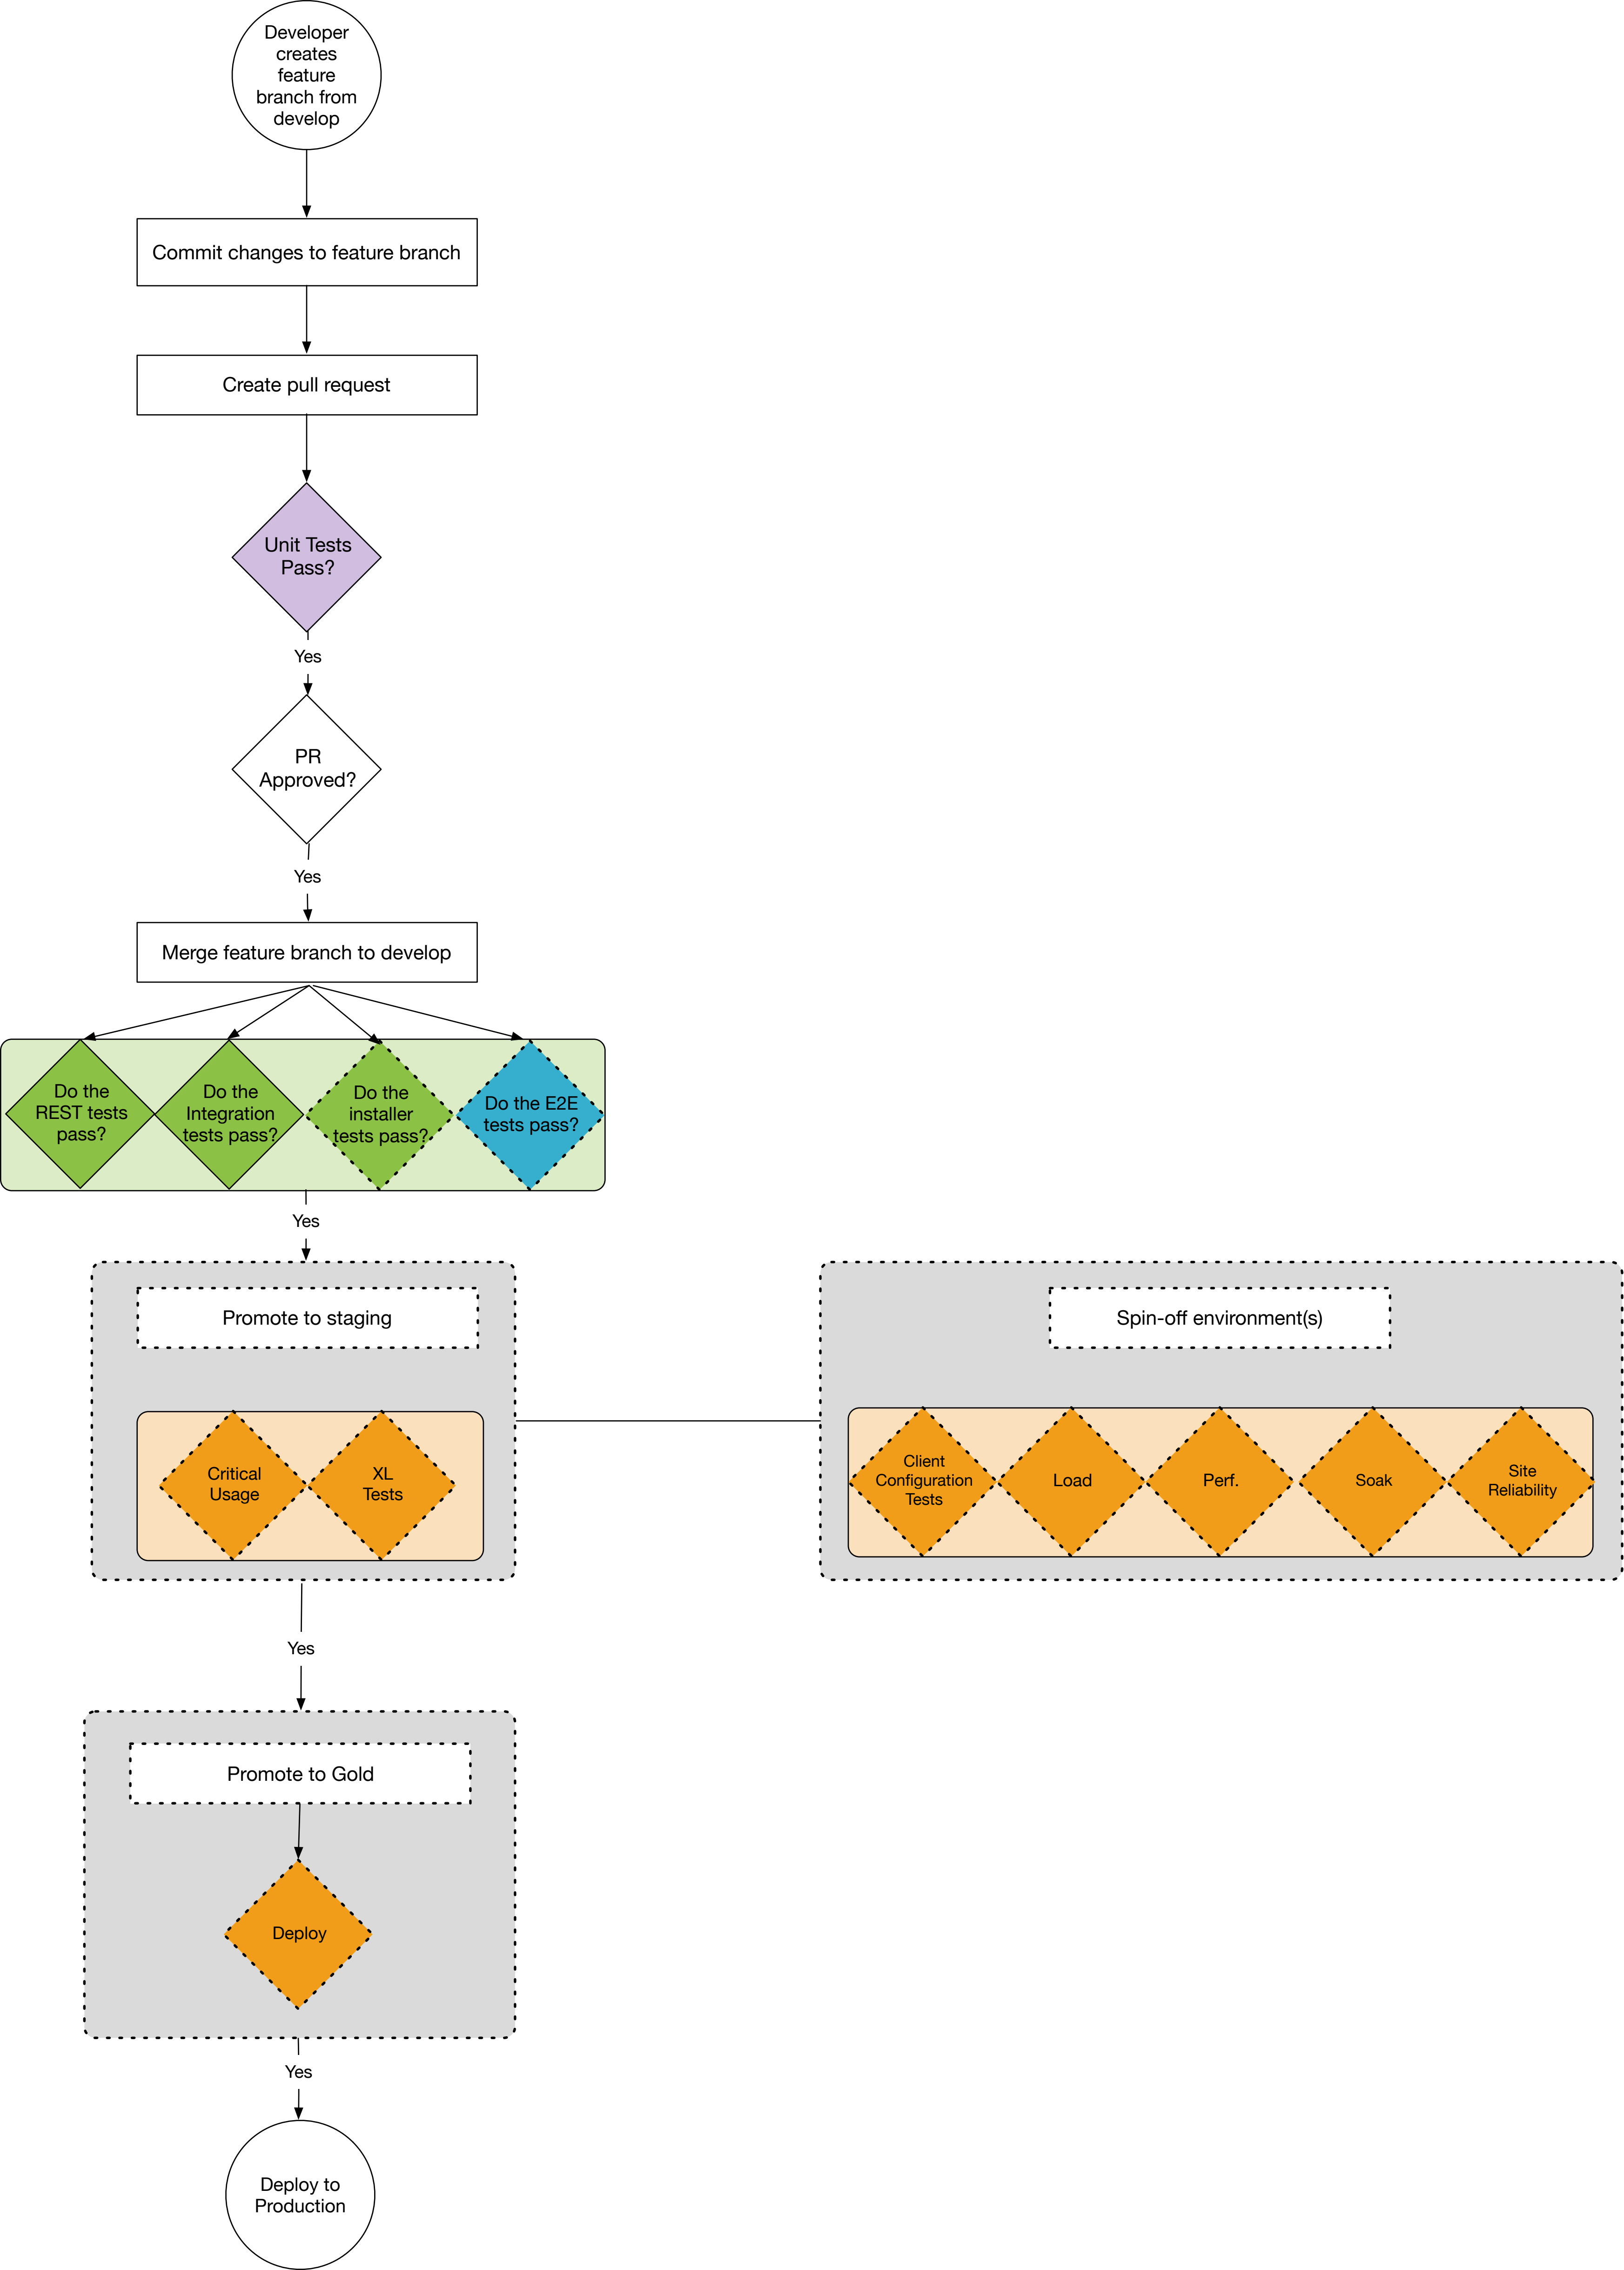 Developer
creates
feature
branch from
develop
Commit changes to feature branch
Create pull request
Unit Tests
Pass?
Yes
PR
Approved?
Yes
Merge feature branch to develop
Do the
REST tests
pass?
Do the
Integration
tests pass?
Do the
installer
tests pass?
Do the E2E
tests pass?
Yes
Promote to staging
Critical
Usage
XL
Tests
Spin-off environment(s)
Client
Configuration
Tests
Load
Perf.
Soak
Site
Reliability
Yes
Promote to Gold
Deploy
Yes
Deploy to
Production